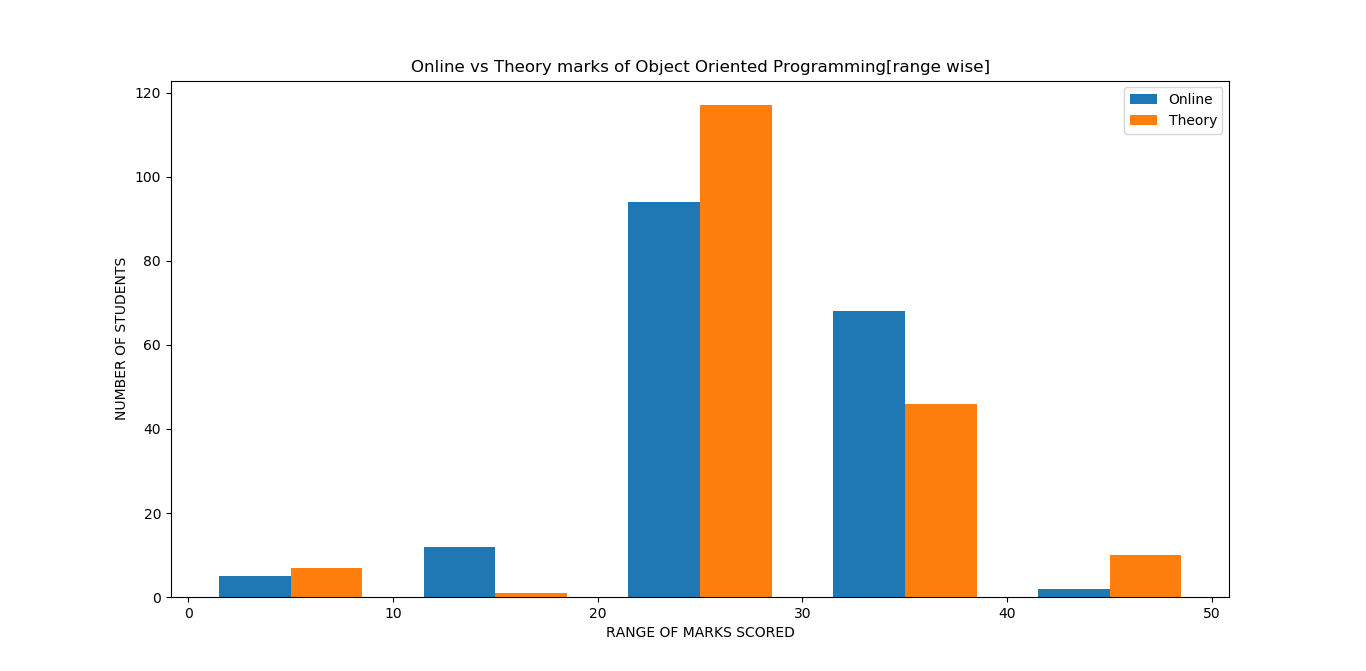 Online vs Theory marks of Object Oriented Programming[range wise]
Online
Theory
120
100
80
60
40
20
0
NUMBER OF STUDENTS
0 10 20 30 40 50
RANGE OF MARKS SCORED